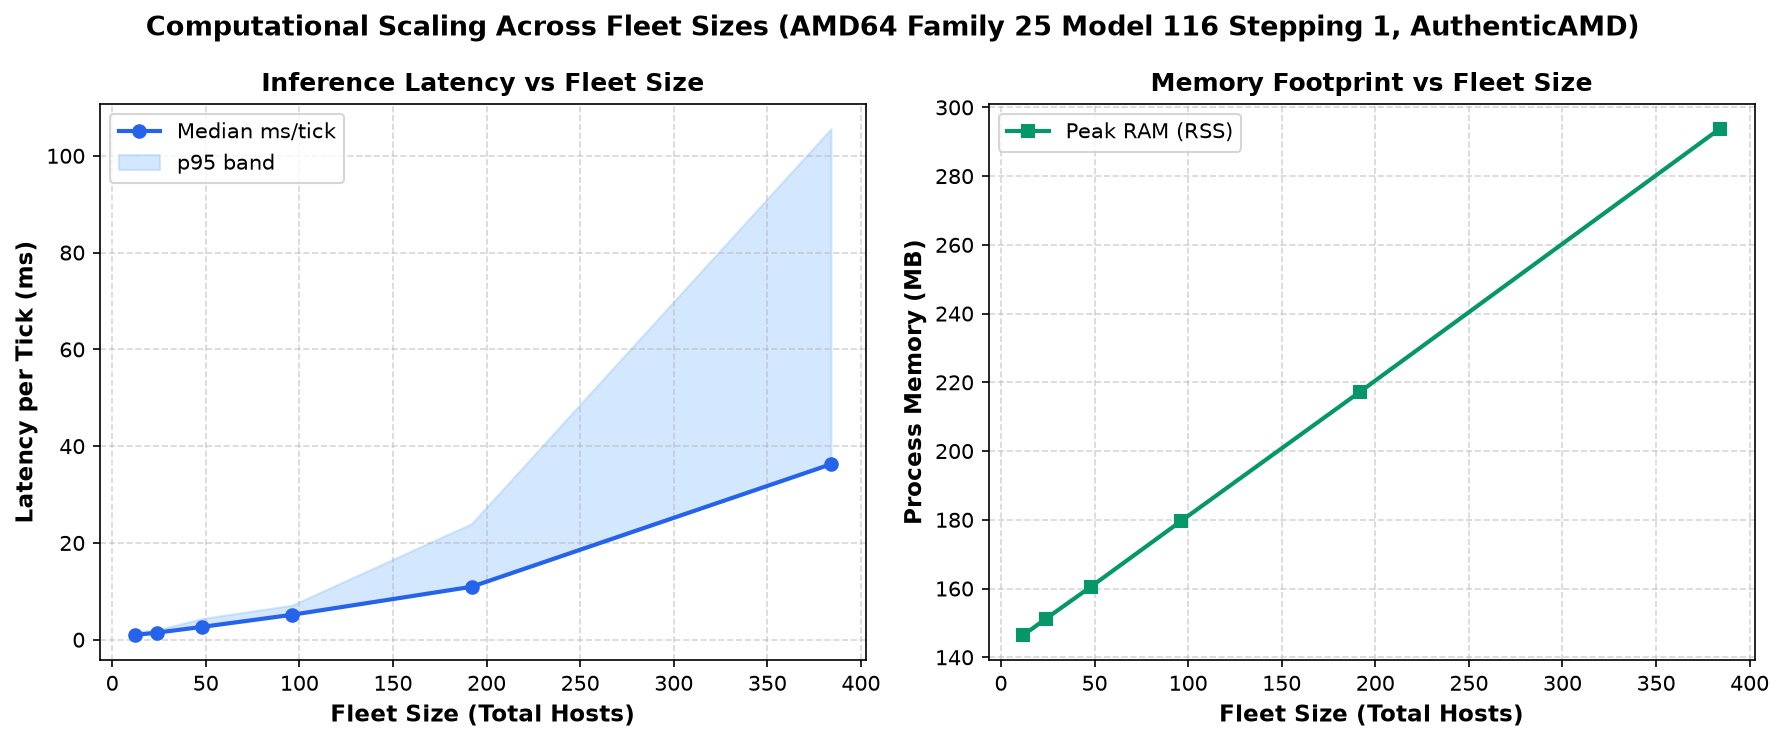 Computational Scaling Across Fleet Sizes (AMD64 Family 25 Model 116 Stepping 1, AuthenticAMD)
Inference Latency vs Fleet Size
Median ms/tick
p95 band
Latency per Tick (ms)
100
80
60
40
20
0
0 50 100 150 200 250 300 350 400
Fleet Size (Total Hosts)
Memory Footprint vs Fleet Size
Peak RAM (RSS)
Process Memory (MB)
300
280
260
240
220
200
180
160
140
0 50 100 150 200 250 300 350 400
Fleet Size (Total Hosts)